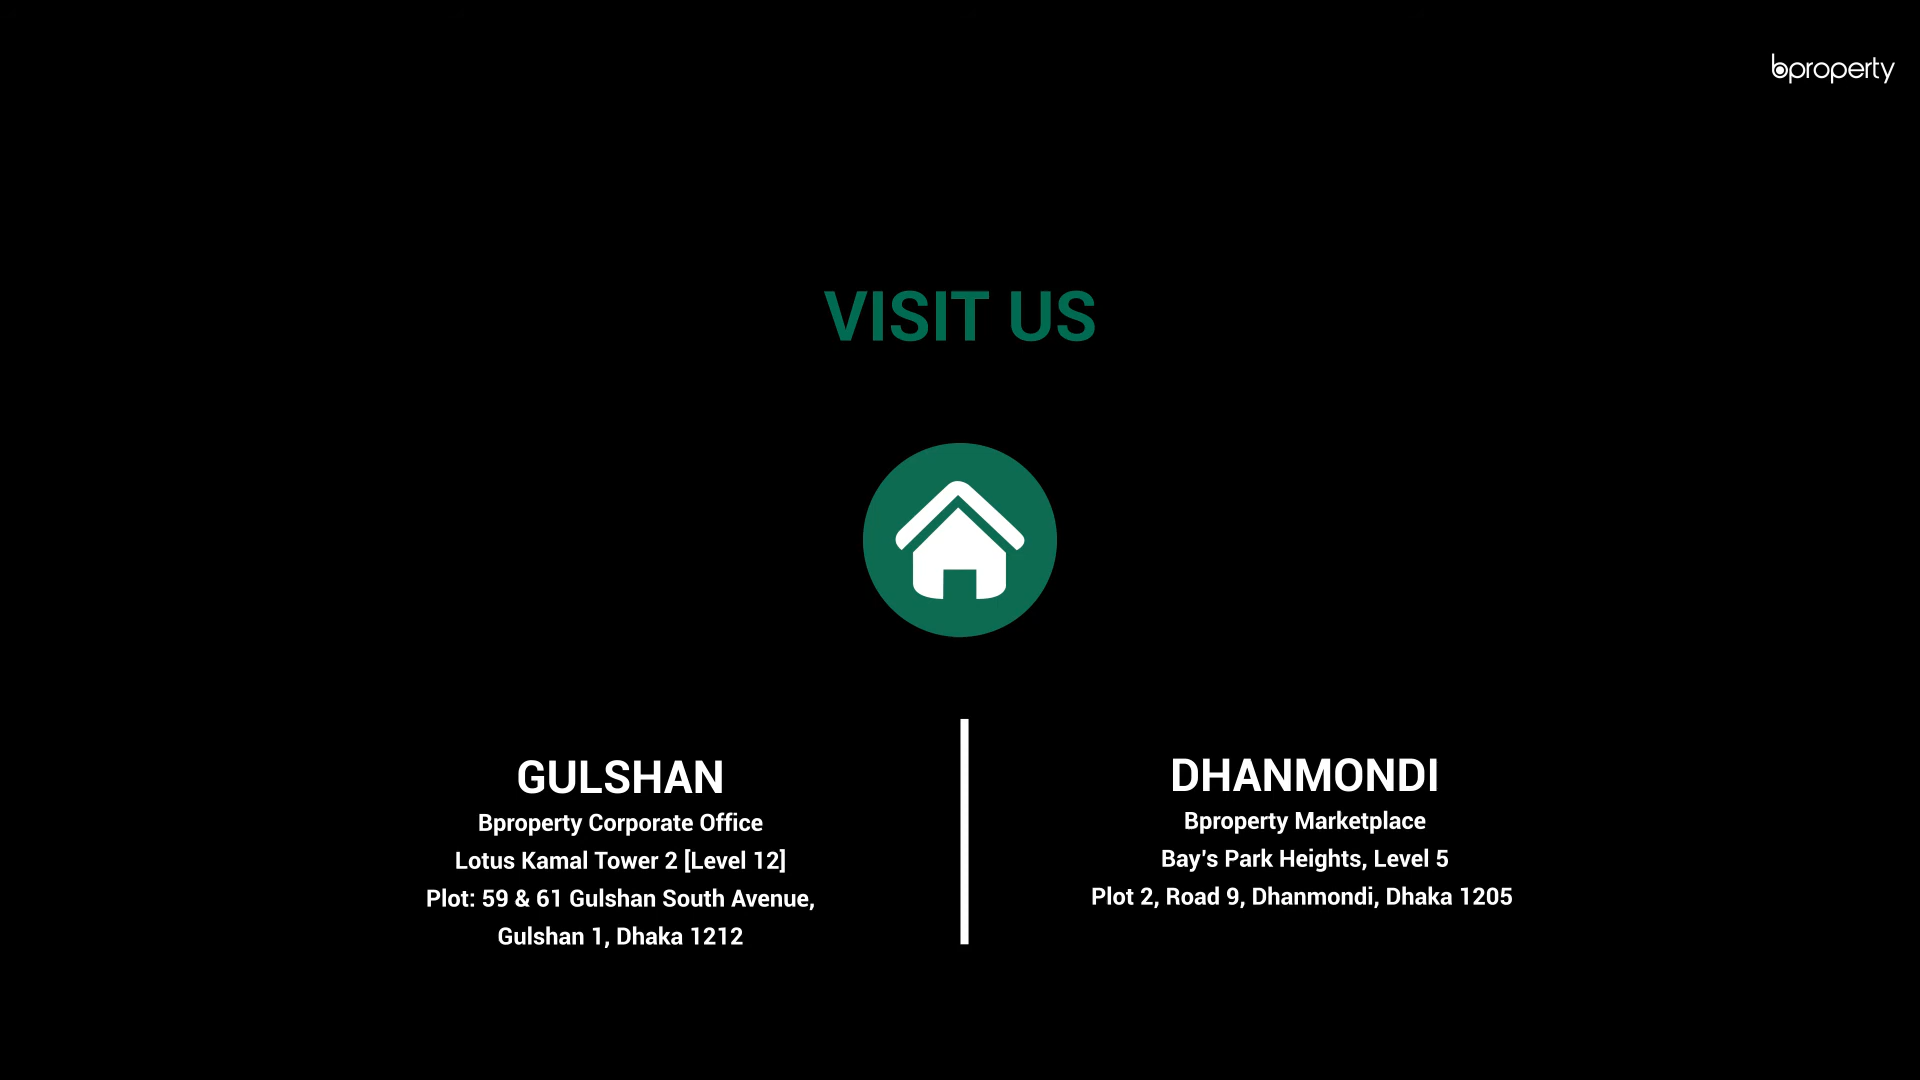 bproperty
VISIT US
GULSHAN
Bproperty Corporate Office
Lotus Kamal Tower 2 [Level 12]
Plot: 59 & 61 Gulshan South Avenue,
Gulshan 1, Dhaka 1212
DHANMONDI
Bproperty Marketplace
Bay's Park Heights, Level 5
Plot 2, Road 9, Dhanmondi, Dhaka 1205